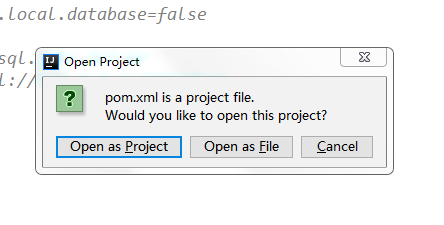 .local.database=false
sql.
l://
Open Project
pom.xml is a project file.
Would you like to open this project?
Open as Project
Open as File
Cancel